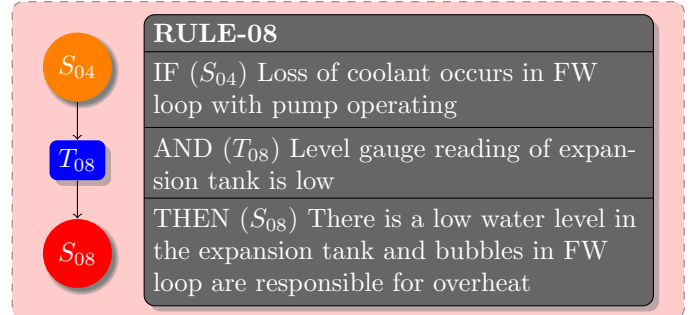 S04
T08
S08
RULE-08
IF (S04) Loss of coolant occurs in FW
loop with pump operating
AND (T08) Level gauge reading of expan-
sion tank is low
THEN (S08) There is a low water level in
the expansion tank and bubbles in FW
loop are responsible for overheat